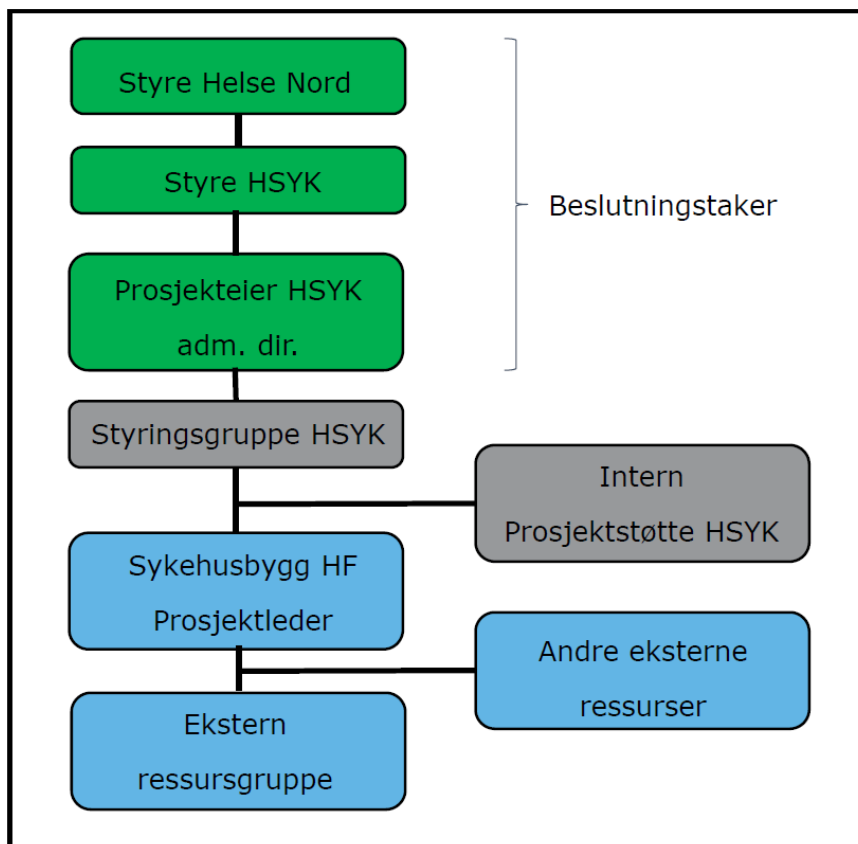 Styre Helse Nord
Styre HSYK
Beslutningstaker
Prosjekteier HSYK
adm. dir.
Styringsgruppe HSYK
Intern
Prosjektstøtte HSYK
Sykehusbygg HF
Prosjektleder
Andre eksterne
ressurser
Ekstern
ressursgruppe